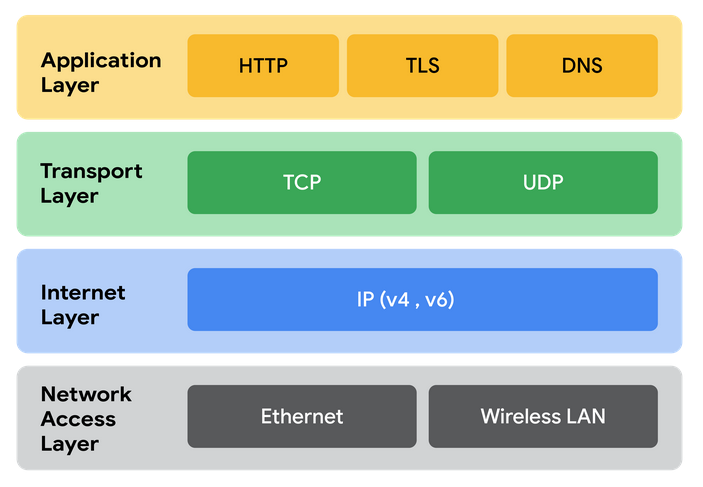 Application
Layer
HTTP
TLS
DNS
Transport
Layer
TCP
UDP
Internet
Layer
IP (v4 , v6)
Network
Access
Layer
Ethernet
Wireless LAN